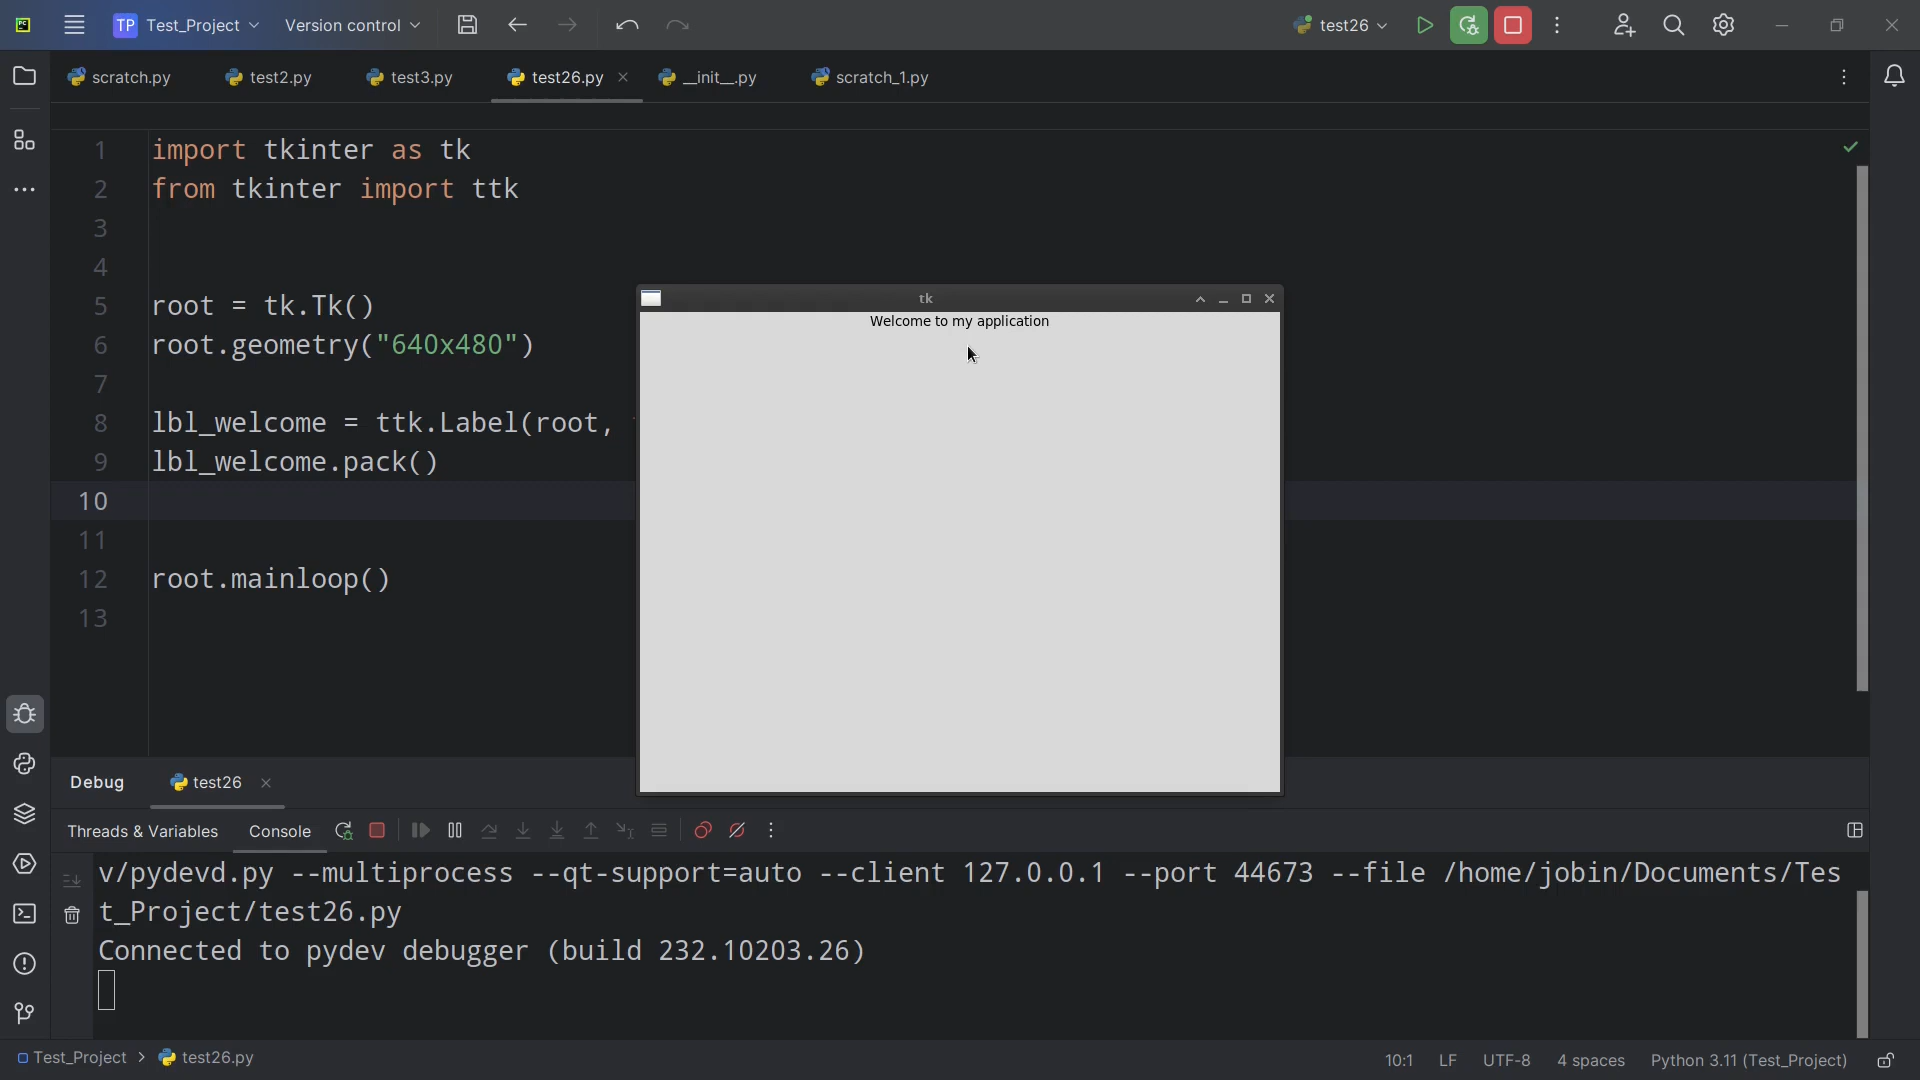 PC
TP Test_Project Version control test26
scratch.py test2.py test3.py test26.py __init__.py scratch_1.py
1 import tkinter as tk
2 from tkinter import ttk
3
4
5 root = tk.Tk()
6 root.geometry("640x480")
7
8 lbl_welcome = ttk.Label(root,
9 lbl_welcome.pack()
10
11
12 root.mainloop()
13
tk
Welcome to my application
Debug test26
Threads & Variables Console
v/pydevd.py --multiprocess --qt-support=auto --client 127.0.0.1 --port 44673 --file /home/jobin/Documents/Tes
t_Project/test26.py
Connected to pydev debugger (build 232.10203.26)
Test_Project > test26.py 10:1 LF UTF-8 4 spaces Python 3.11 (Test_Project)